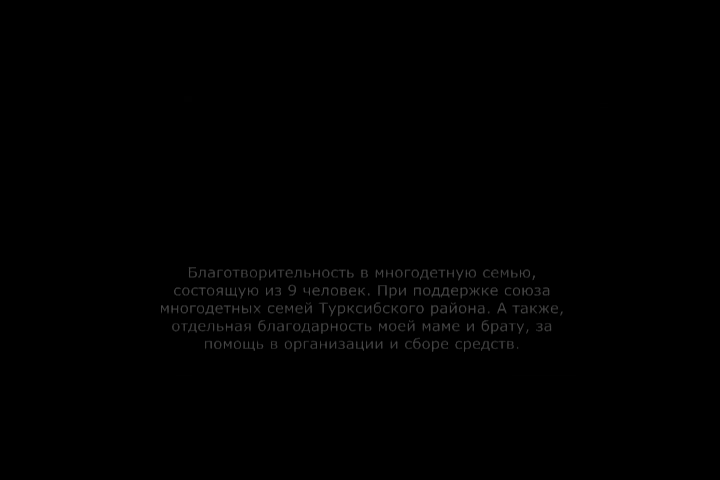 Благотворительность в многодетную семью,
состоящую из 9 человек. При поддержке союза
многодетных семей Турксибского района. А также,
отдельная благодарность моей маме и брату, за
помощь в организации и сборе средств.